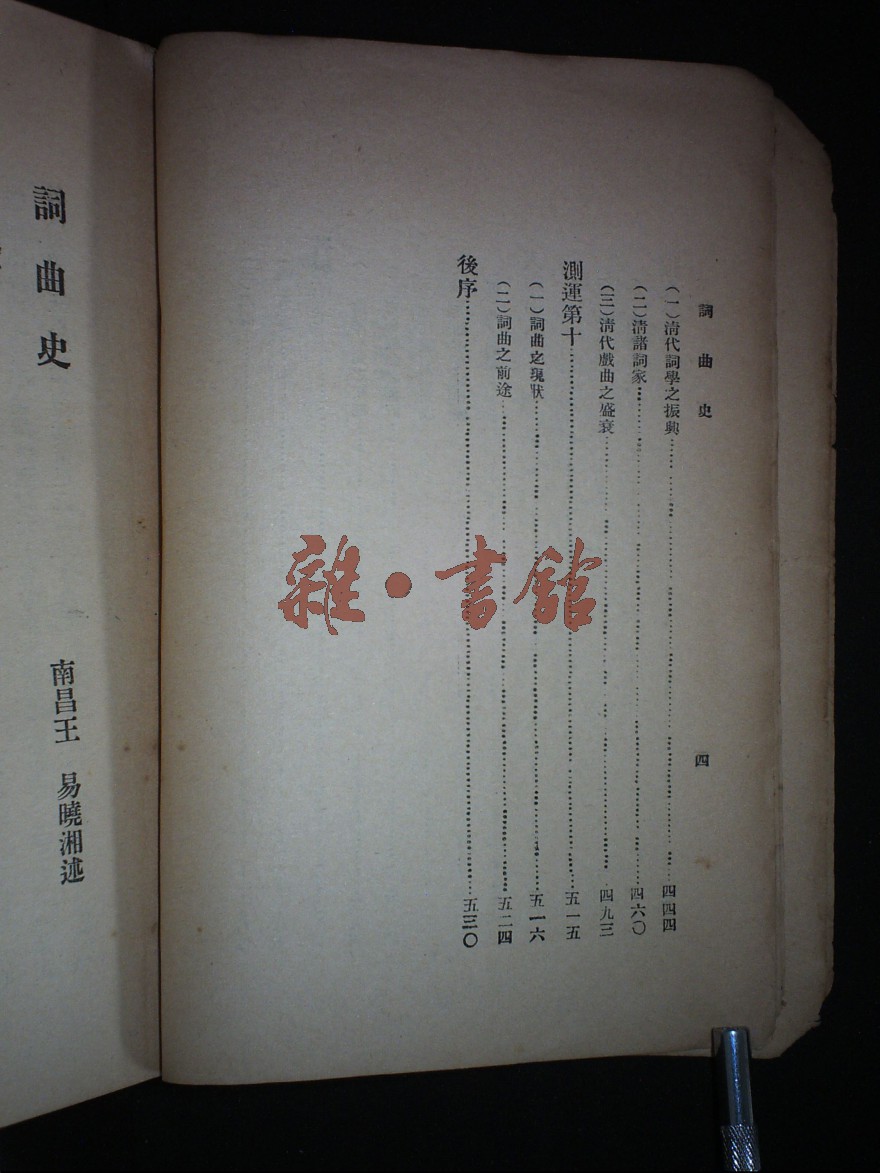 詞曲史
四
(一)清代詞學之振興……四四四
(二)清諸詞家……四六〇
(三)清代戲曲之盛衰……四九三
測運第十……五一五
(一)詞曲之現狀……五一六
(二)詞曲之前途……五二四
後序……五三〇
詞曲史
南昌王 易曉湘述
雜·書館